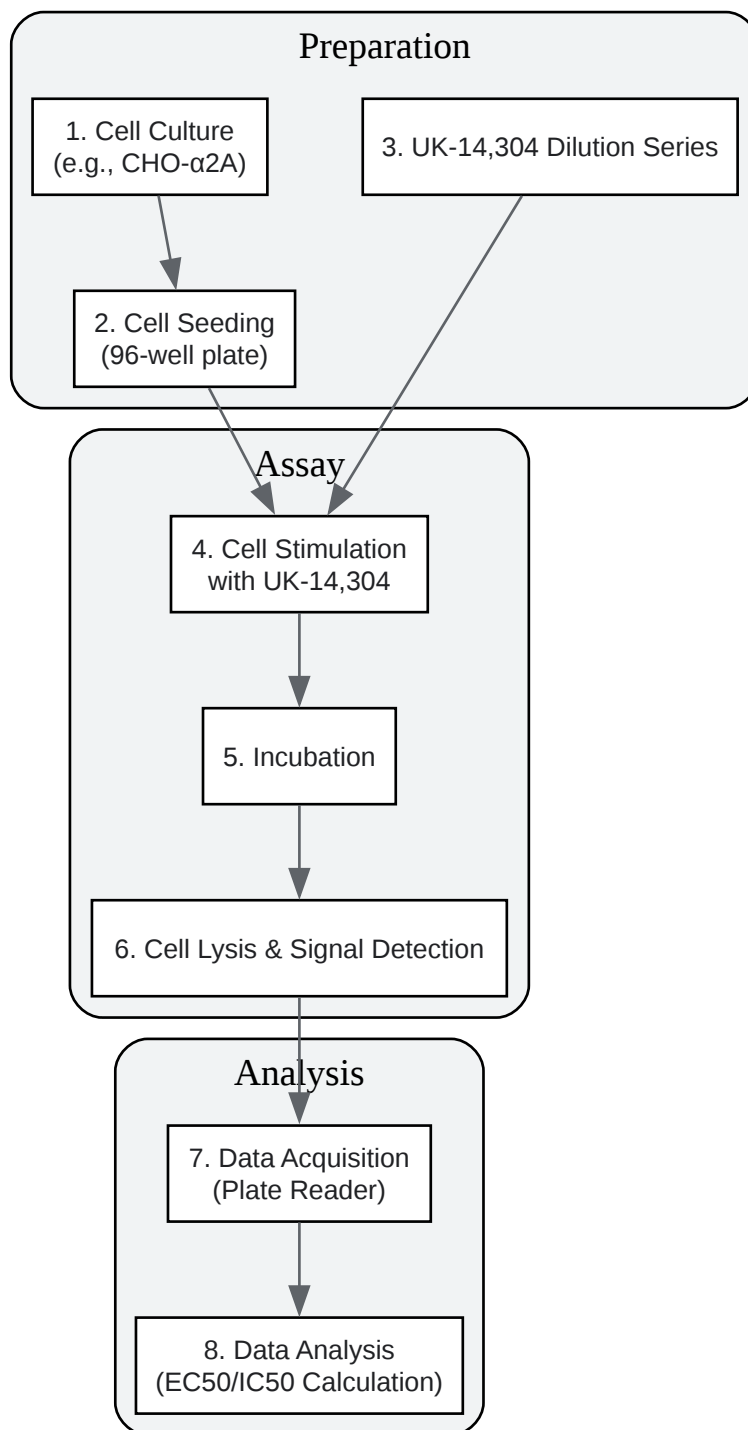 Preparation
1. Cell Culture
(e.g., CHO-α2A)
3. UK-14,304 Dilution Series
2. Cell Seeding
(96-well plate)
Assay
4. Cell Stimulation
with UK-14,304
5. Incubation
6. Cell Lysis & Signal Detection
Analysis
7. Data Acquisition
(Plate Reader)
8. Data Analysis
(EC50/IC50 Calculation)